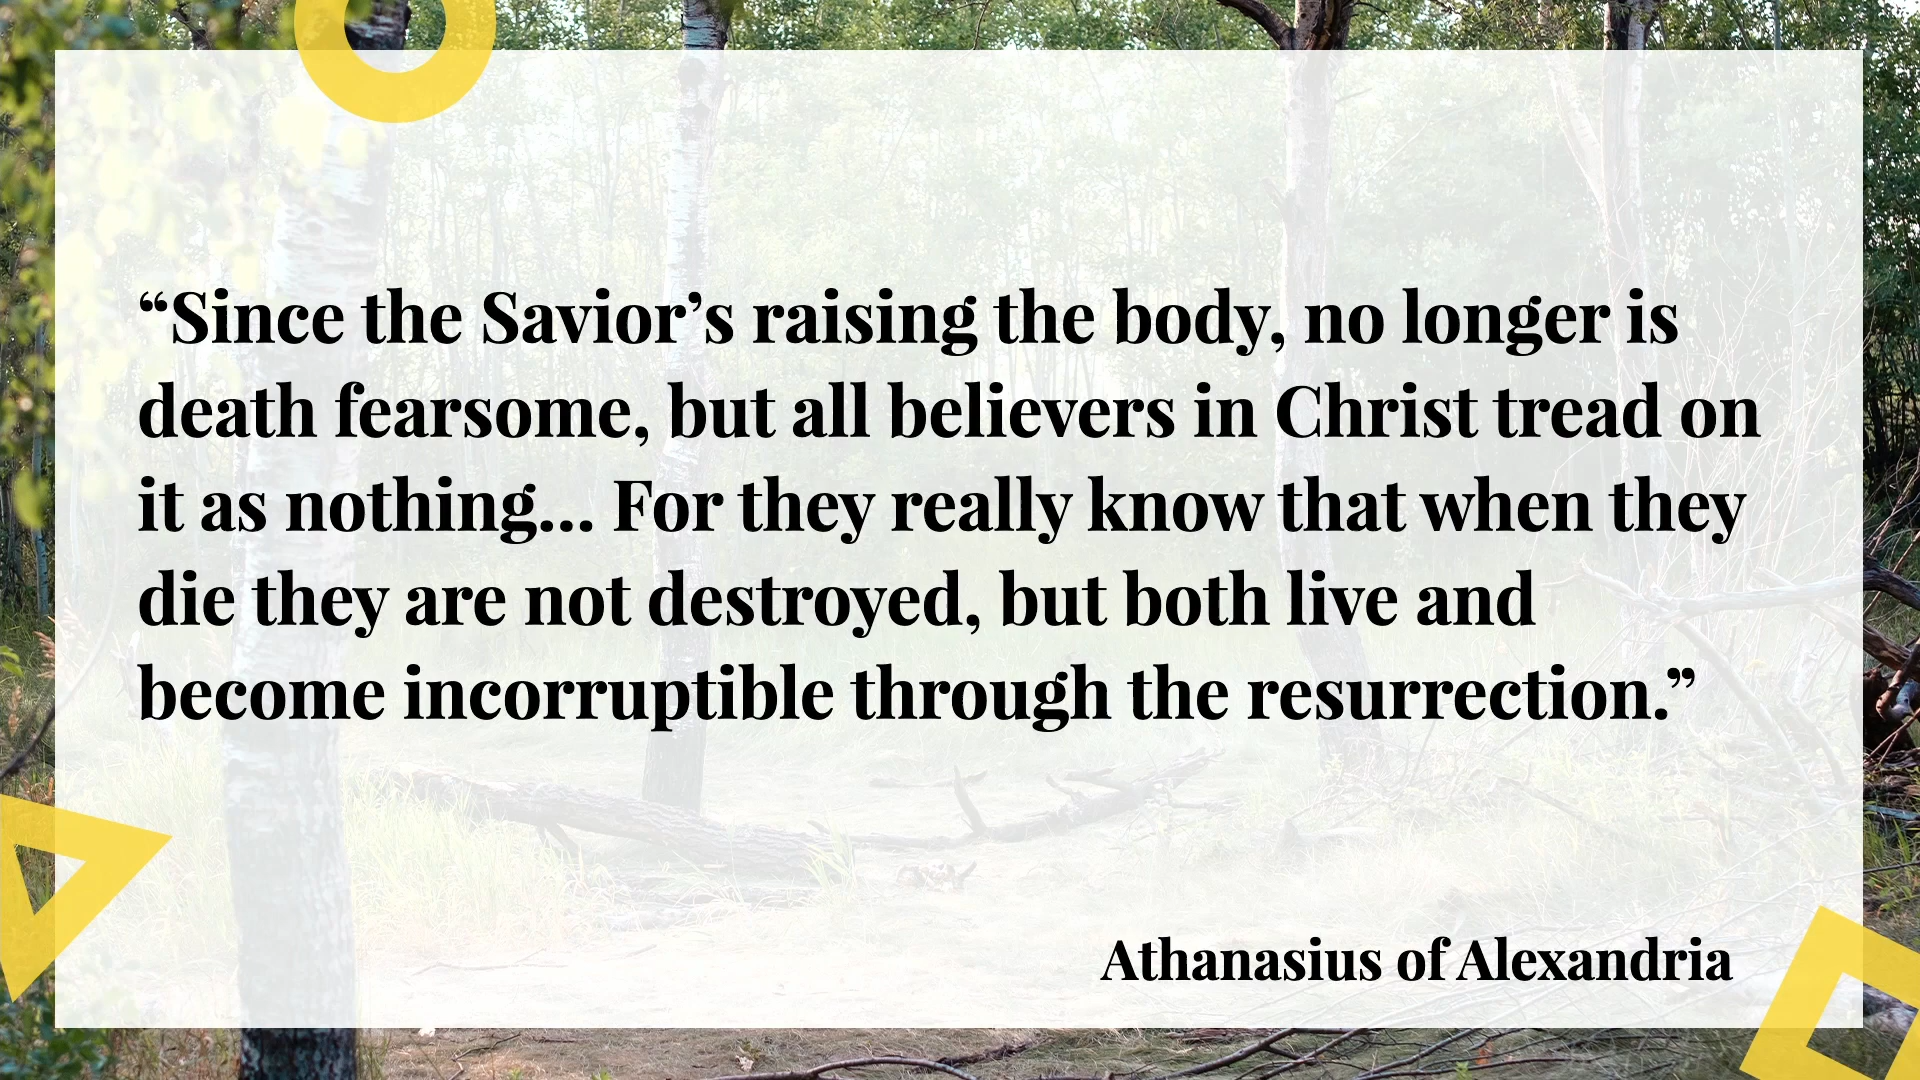 “Since the Savior’s raising the body, no longer is
death fearsome, but all believers in Christ tread on
it as nothing... For they really know that when they
die they are not destroyed, but both live and
become incorruptible through the resurrection.”
Athanasius of Alexandria